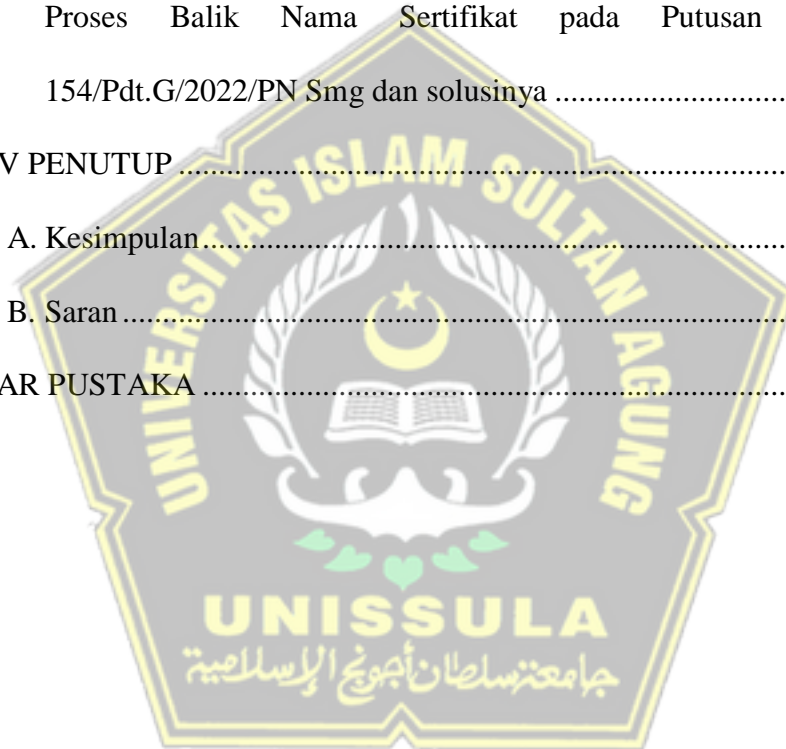 Proses Balik Nama Sertifikat pada Putusan
154/Pdt.G/2022/PN Smg dan solusinya ..............................
V PENUTUP ..............................................................................
A. Kesimpulan ..........................................................................
B. Saran ...................................................................................
AR PUSTAKA ..........................................................................
UNIVERSITAS ISLAM SULTAN AGUNG
UNISSULA
جامعة سلطان أجونج الإسلامية